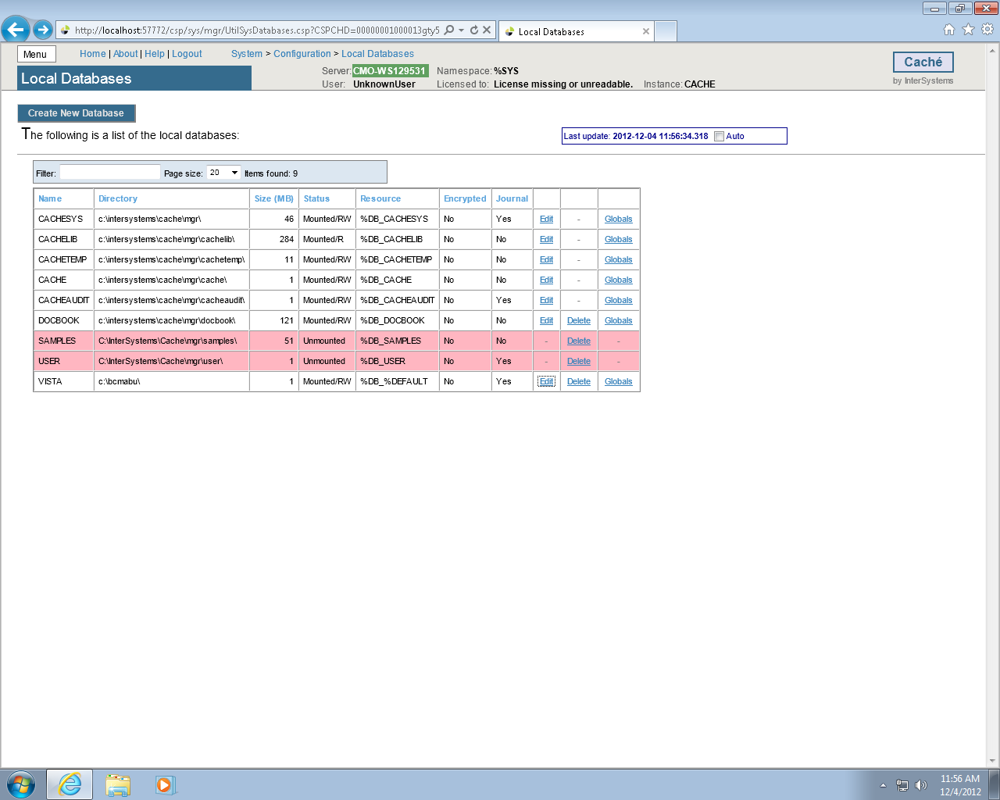 http://localhost:57772/csp/sys/mgr/UtilSysDatabases.csp?CSPCHD=00000001000013gty5
Local Databases
Menu
Home | About | Help | Logout
System > Configuration > Local Databases
Local Databases
Server: CMO-WS129531 Namespace: %SYS
User: UnknownUser Licensed to: License missing or unreadable. Instance: CACHE
Caché
by InterSystems
Create New Database
The following is a list of the local databases:
Last update: 2012-12-04 11:56:34.318 Auto
Filter: Page size: 20 Items found: 9
Name Directory Size (MB) Status Resource Encrypted Journal
CACHESYS c:\intersystems\cache\mgr\ 46 Mounted/RW %DB_CACHESYS No Yes Edit - Globals
CACHELIB c:\intersystems\cache\mgr\cachelib\ 284 Mounted/R %DB_CACHELIB No No Edit - Globals
CACHETEMP c:\intersystems\cache\mgr\cachetemp\ 11 Mounted/RW %DB_CACHETEMP No No Edit - Globals
CACHE c:\intersystems\cache\mgr\cache\ 1 Mounted/RW %DB_CACHE No No Edit - Globals
CACHEAUDIT c:\intersystems\cache\mgr\cacheaudit\ 1 Mounted/RW %DB_CACHEAUDIT No Yes Edit - Globals
DOCBOOK c:\intersystems\cache\mgr\docbook\ 121 Mounted/RW %DB_DOCBOOK No No Edit Delete Globals
SAMPLES C:\InterSystems\Cache\mgr\samples\ 51 Unmounted %DB_SAMPLES No No - Delete -
USER C:\InterSystems\Cache\mgr\user\ 1 Unmounted %DB_USER No Yes - Delete -
VISTA c:\bcmabu\ 1 Mounted/RW %DB_%DEFAULT No Yes Edit Delete Globals
11:56 AM
12/4/2012